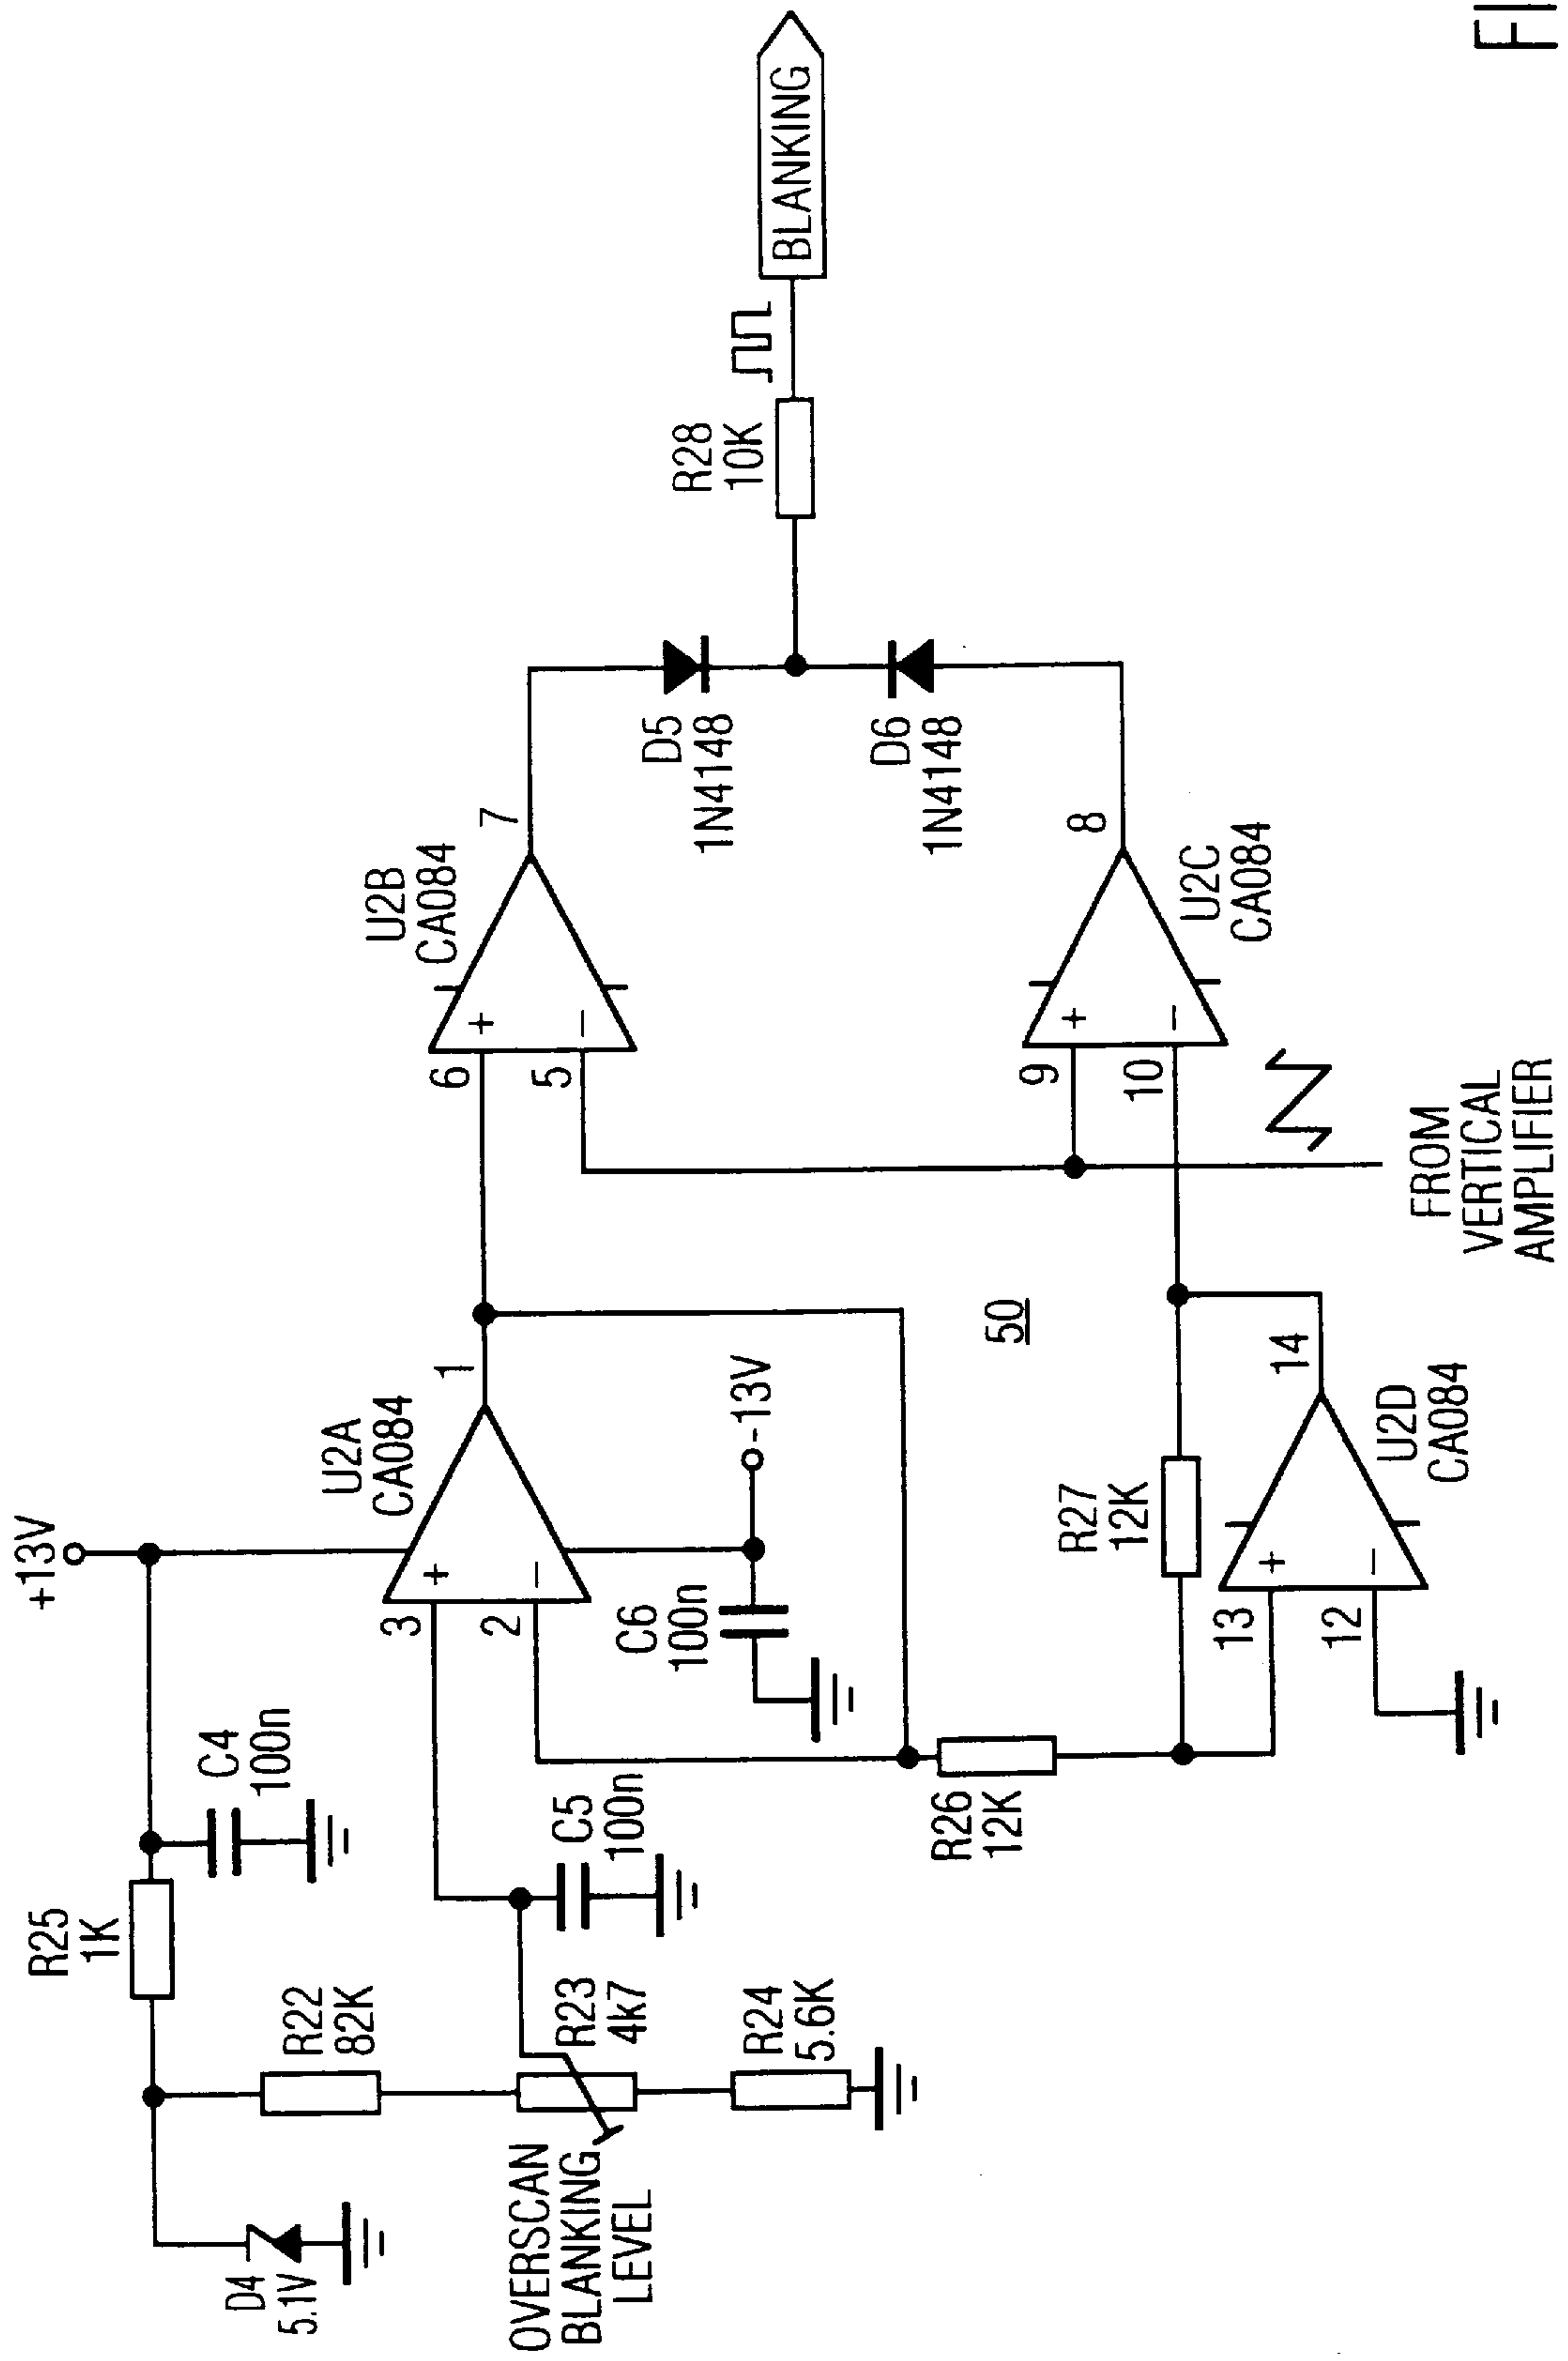 +13V
R25
1K
C4
100n
D4
5.1V
R22
82K
OVERSCAN
BLANKING
LEVEL
R23
4k7
R24
5.6K
C5
100n
3
2
+
−
U2A
CA084
1
C6
100n
-13V
R26
12K
R27
12K
13
12
+
−
U2D
CA084
14
50
6
5
+
−
U2B
CA084
7
9
10
+
−
U2C
CA084
8
FROM
VERTICAL
AMPLIFIER
D5
1N4148
D6
1N4148
R28
10K
BLANKING